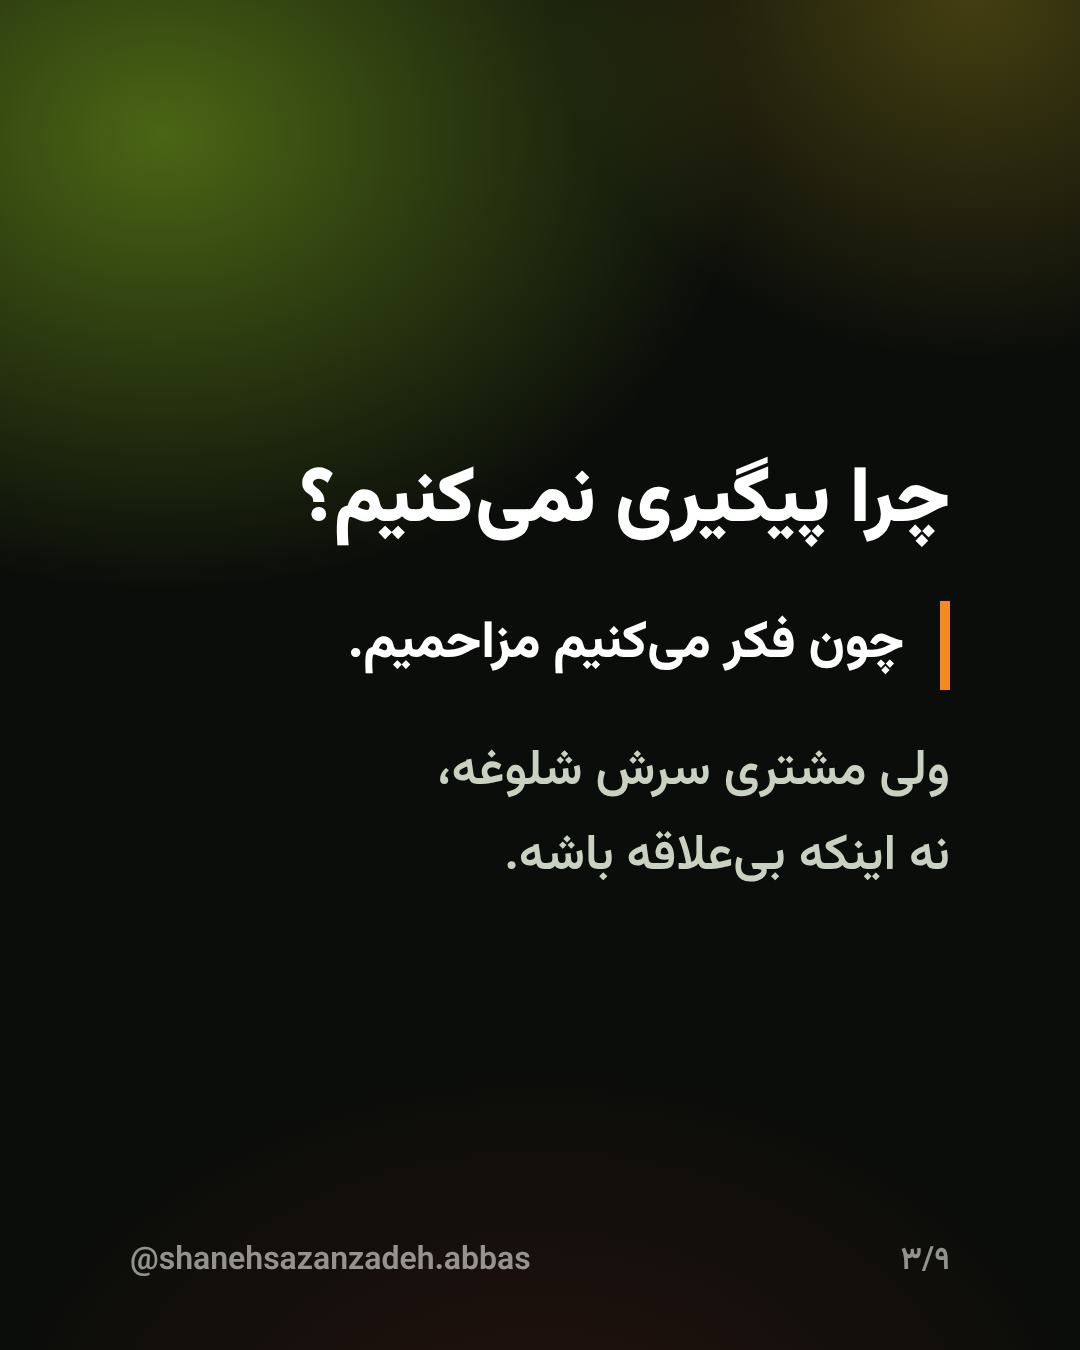 چرا پیگیری نمی‌کنیم؟
چون فکر می‌کنیم مزاحمیم.
ولی مشتری سرش شلوغه،
نه اینکه بی‌علاقه باشه.
@shanehsazanzadeh.abbas
۳/۹